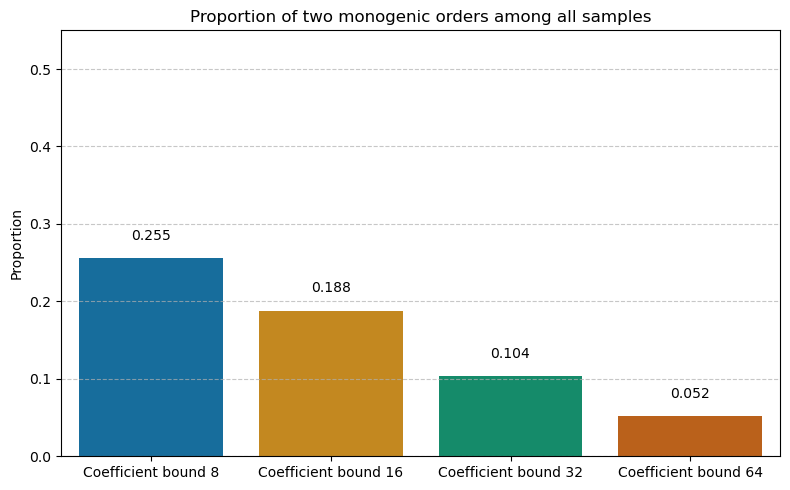 Proportion of two monogenic orders among all samples
Proportion
0.5
0.4
0.3
0.2
0.1
0.0
0.255
0.188
0.104
0.052
Coefficient bound 8
Coefficient bound 16
Coefficient bound 32
Coefficient bound 64